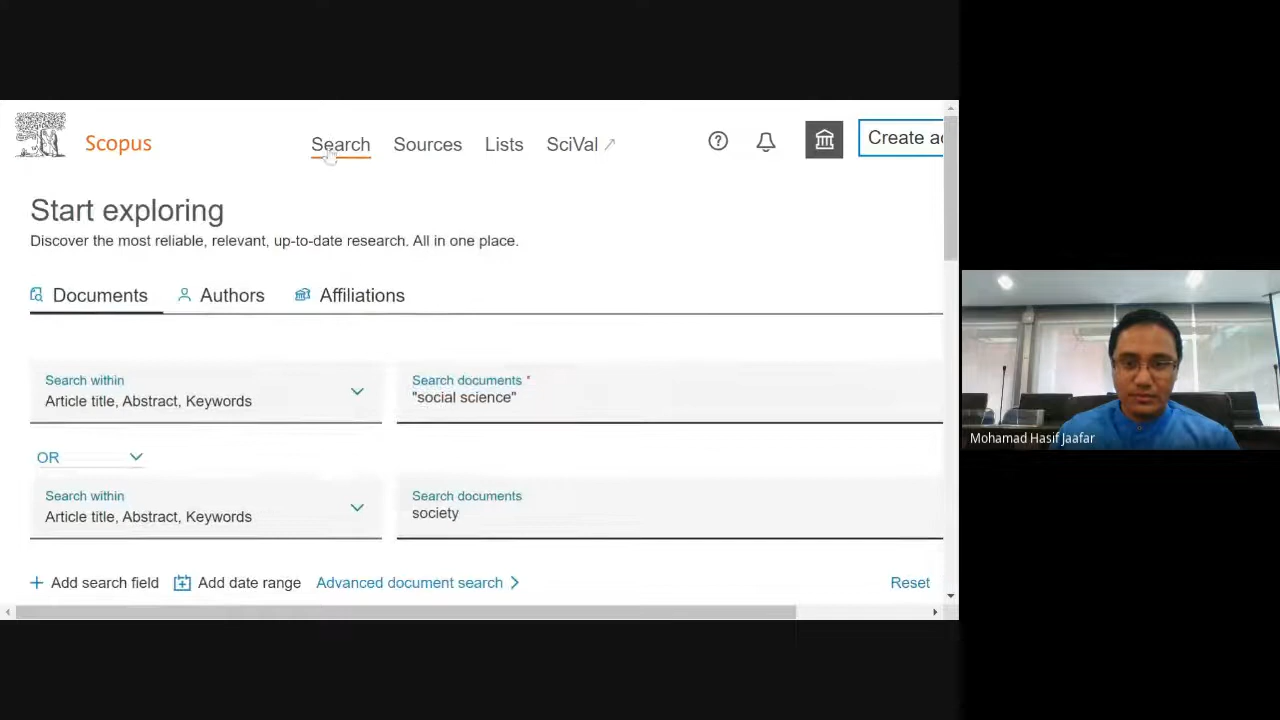 Scopus
Search Sources Lists SciVal
Create ac
Start exploring
Discover the most reliable, relevant, up-to-date research. All in one place.
Documents Authors Affiliations
Search within
Article title, Abstract, Keywords
Search documents *
"social science"
OR
Search within
Article title, Abstract, Keywords
Search documents
society
Add search field Add date range Advanced document search Reset
Mohamad Hasif Jaafar